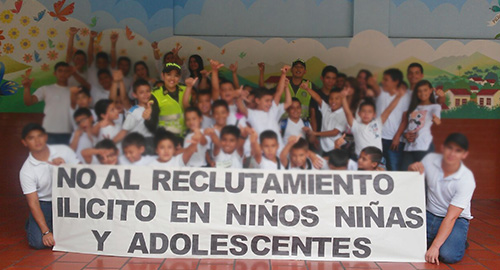 NO AL RECLUTAMIENTO
ILICITO EN NIÑOS NIÑAS
Y ADOLESCENTES